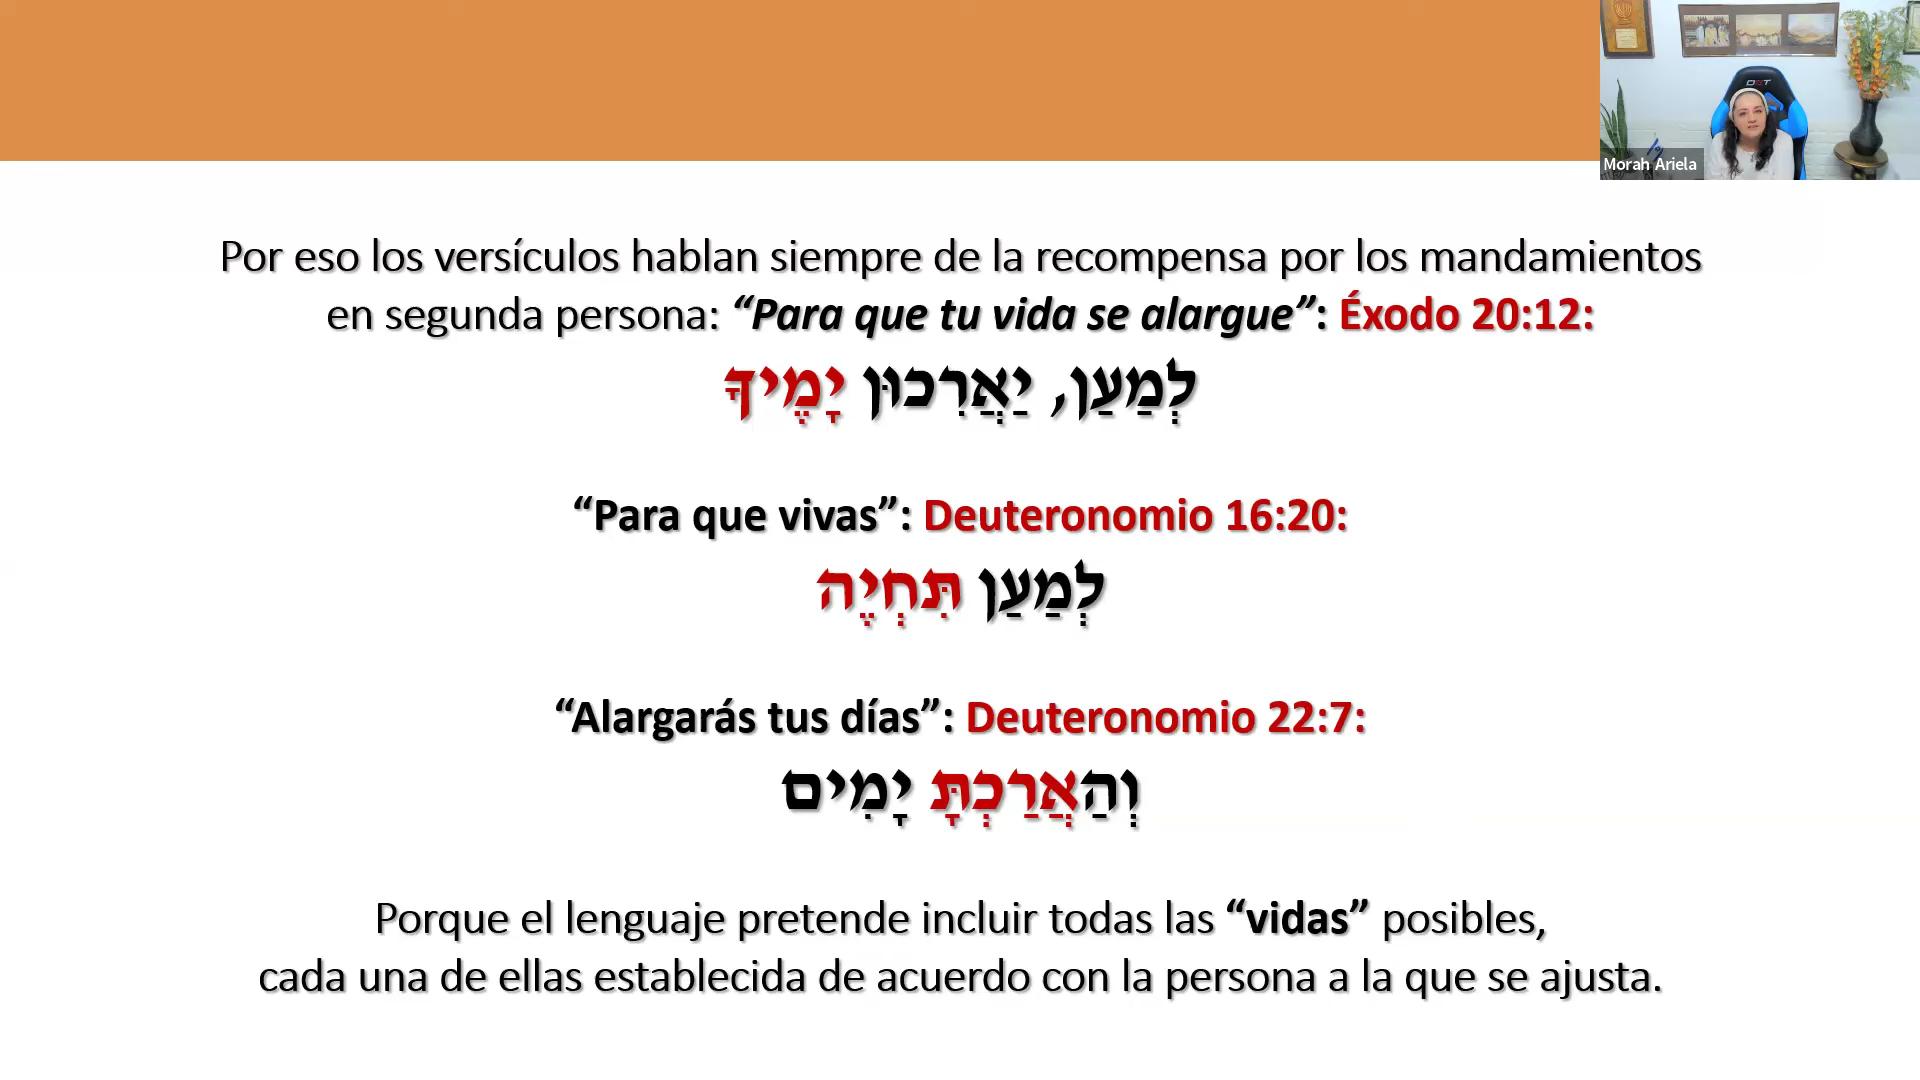 DXT
Morah Ariela
Por eso los versículos hablan siempre de la recompensa por los mandamientos
en segunda persona: “Para que tu vida se alargue”: Éxodo 20:12:
לְמַעַן, יַאֲרִכוּן יָמֶיךָ
“Para que vivas”: Deuteronomio 16:20:
לְמַעַן תִּחְיֶה
“Alargarás tus días”: Deuteronomio 22:7:
וְהַאֲרַכְתָּ יָמִים
Porque el lenguaje pretende incluir todas las “vidas” posibles,
cada una de ellas establecida de acuerdo con la persona a la que se ajusta.